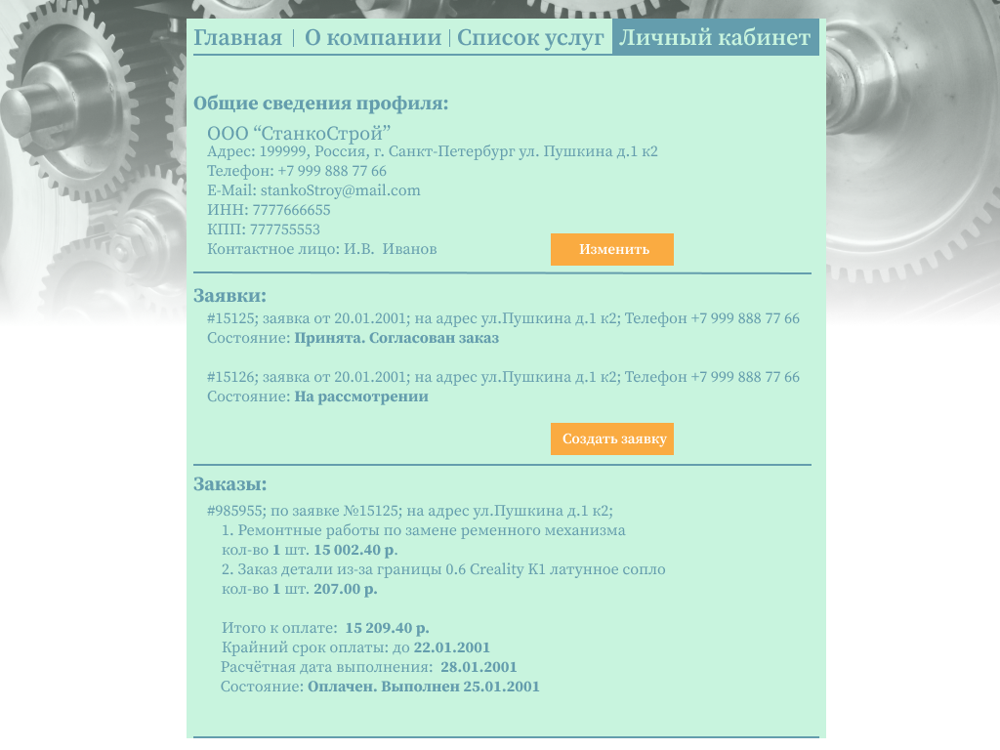 Главная | О компании | Список услуг Личный кабинет
Общие сведения профиля:
ООО “СтанкоСтрой”
Адрес: 199999, Россия, г. Санкт-Петербург ул. Пушкина д.1 к2
Телефон: +7 999 888 77 66
E-Mail: stankoStroy@mail.com
ИНН: 7777666655
КПП: 777755553
Контактное лицо: И.В. Иванов
Изменить
Заявки:
#15125; заявка от 20.01.2001; на адрес ул.Пушкина д.1 к2; Телефон +7 999 888 77 66
Состояние: Принята. Согласован заказ
#15126; заявка от 20.01.2001; на адрес ул.Пушкина д.1 к2; Телефон +7 999 888 77 66
Состояние: На рассмотрении
Создать заявку
Заказы:
#985955; по заявке №15125; на адрес ул.Пушкина д.1 к2;
1. Ремонтные работы по замене ременного механизма
кол-во 1 шт. 15 002.40 р.
2. Заказ детали из-за границы 0.6 Creality K1 латунное сопло
кол-во 1 шт. 207.00 р.
Итого к оплате: 15 209.40 р.
Крайний срок оплаты: до 22.01.2001
Расчётная дата выполнения: 28.01.2001
Состояние: Оплачен. Выполнен 25.01.2001